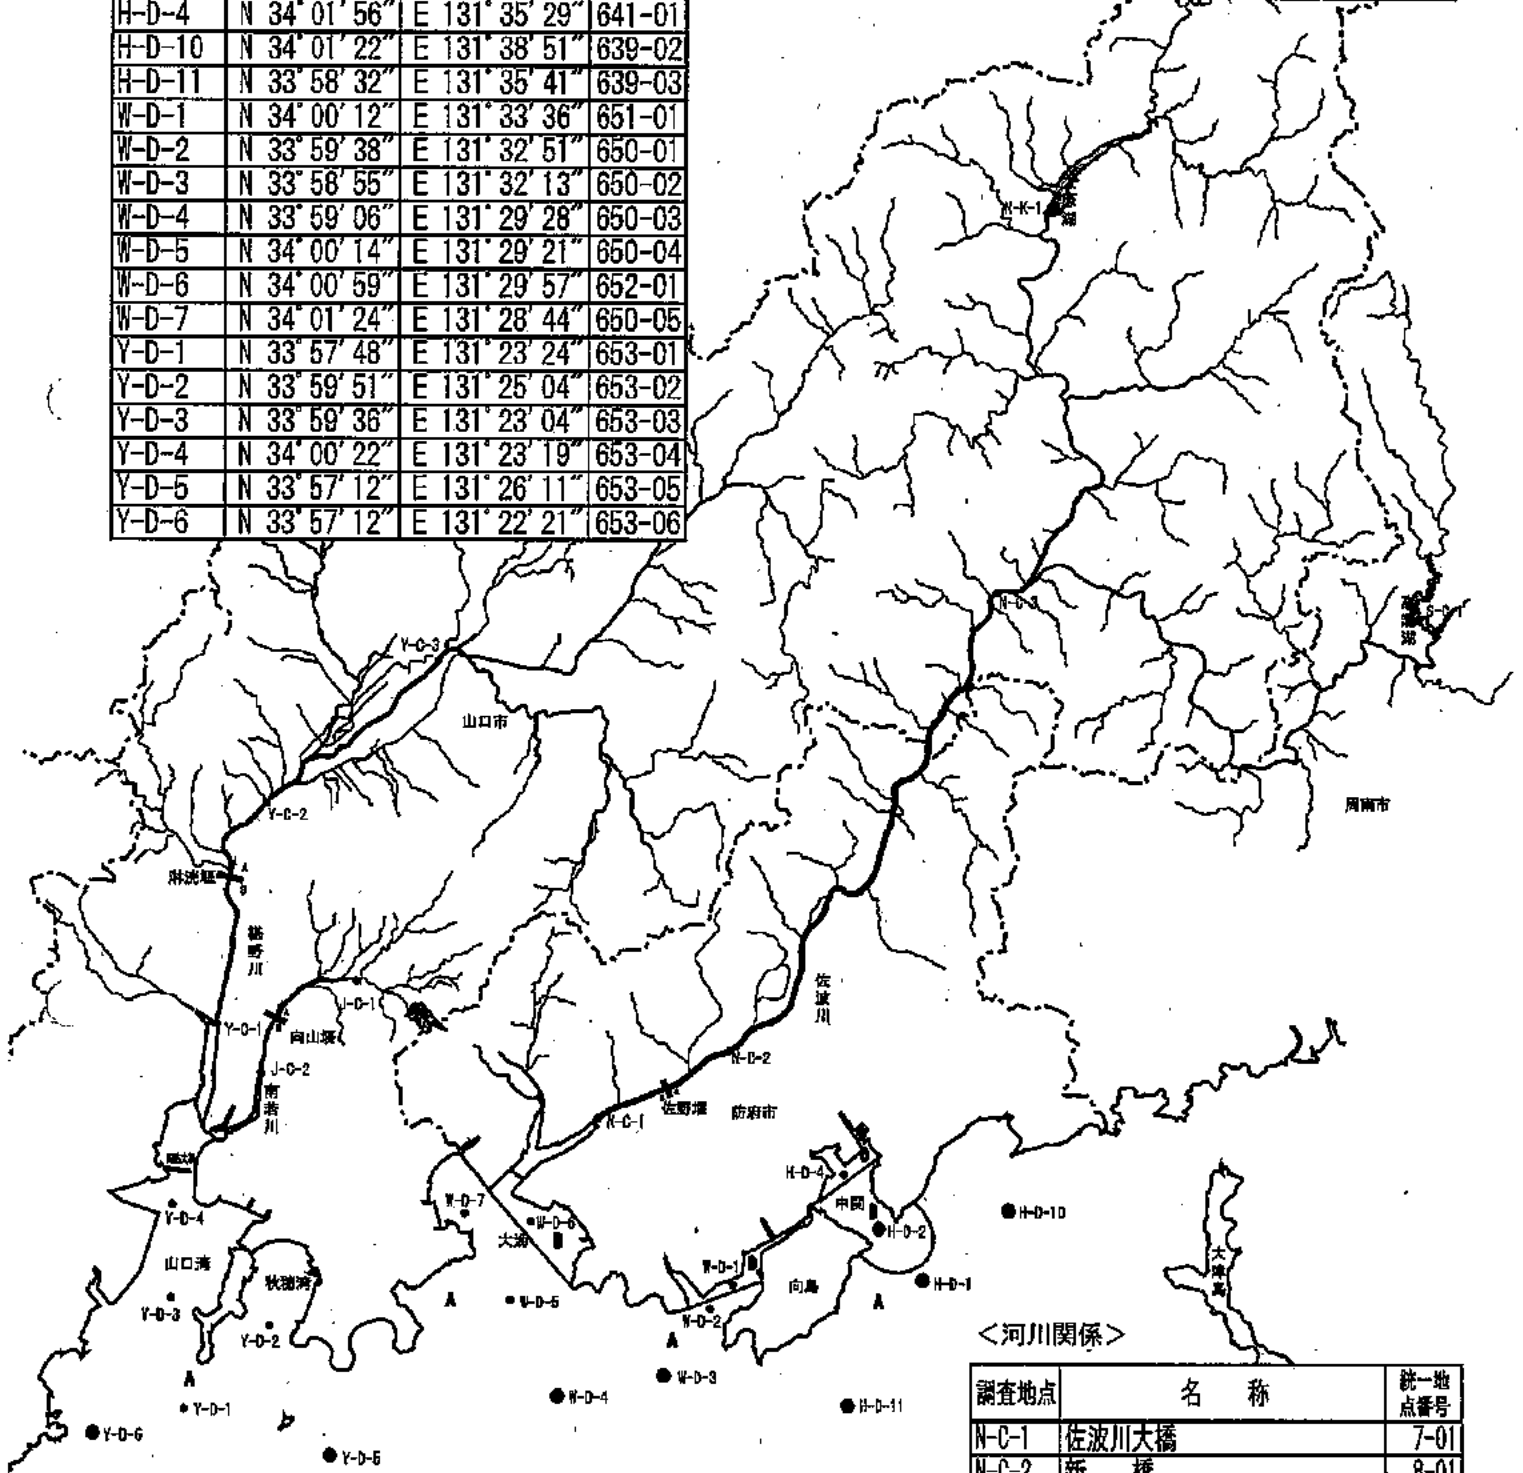 H-D-4 N 34°01'56" E 131°35'29" 641-01
H-D-10 N 34°01'22" E 131°38'51" 639-02
H-D-11 N 33°58'32" E 131°35'41" 639-03
W-D-1 N 34°00'12" E 131°33'36" 651-01
W-D-2 N 33°59'38" E 131°32'51" 650-01
W-D-3 N 33°58'55" E 131°32'13" 650-02
W-D-4 N 33°59'06" E 131°29'28" 650-03
W-D-5 N 34°00'14" E 131°29'21" 650-04
W-D-6 N 34°00'59" E 131°29'57" 652-01
W-D-7 N 34°01'24" E 131°28'44" 650-05
Y-D-1 N 33°57'48" E 131°23'24" 653-01
Y-D-2 N 33°59'51" E 131°25'04" 653-02
Y-D-3 N 33°59'36" E 131°23'04" 653-03
Y-D-4 N 34°00'22" E 131°23'19" 653-04
Y-D-5 N 33°57'12" E 131°26'11" 653-05
Y-D-6 N 33°57'12" E 131°22'21" 653-06
N-K-1
N-C-3
S-C-1
Y-C-3
山口市
Y-C-2
周南市
A
B
椹野川
佐波川
J-C-1
Y-C-1
向山堰
J-C-2
南若川
N-C-2
佐野堰
防府市
N-C-1
H-D-4
中関
H-D-2
H-D-10
W-D-7
W-D-6
大海
Y-D-4
山口湾
秋穂湾
W-D-1
B
向島
H-D-1
大津島
A
W-D-5
W-D-2
A
A
Y-D-3
Y-D-2
A
Y-D-1
W-D-3
W-D-4
H-D-11
Y-D-6
Y-D-5
＜河川関係＞
調査地点 名 称 統一地点番号
N-C-1 佐波川大橋 7-01
N-C-2 新 橋 8-01